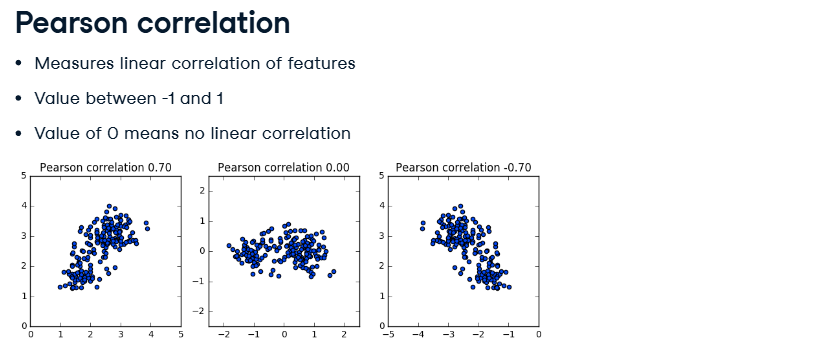 Pearson correlation
• Measures linear correlation of features
• Value between -1 and 1
• Value of 0 means no linear correlation
Pearson correlation 0.70
5
4
3
2
1
0
0 1 2 3 4 5
Pearson correlation 0.00
2
1
0
−1
−2
−2 −1 0 1 2
Pearson correlation -0.70
5
4
3
2
1
0
−5 −4 −3 −2 −1 0